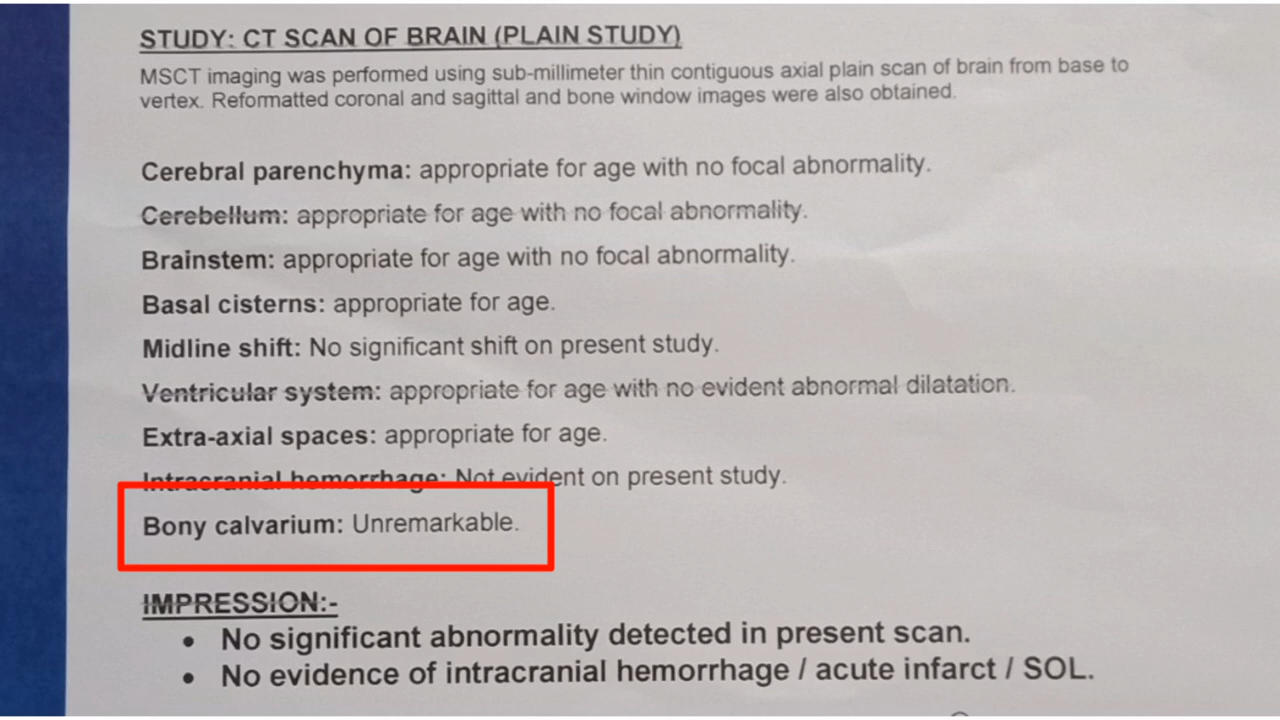 STUDY: CT SCAN OF BRAIN (PLAIN STUDY)
MSCT imaging was performed using sub-millimeter thin contiguous axial plain scan of brain from base to
vertex. Reformatted coronal and sagittal and bone window images were also obtained.
Cerebral parenchyma: appropriate for age with no focal abnormality.
Cerebellum: appropriate for age with no focal abnormality.
Brainstem: appropriate for age with no focal abnormality.
Basal cisterns: appropriate for age.
Midline shift: No significant shift on present study.
Ventricular system: appropriate for age with no evident abnormal dilatation.
Extra-axial spaces: appropriate for age.
Intracranial hemorrhage: Not evident on present study.
Bony calvarium: Unremarkable.
IMPRESSION:-
• No significant abnormality detected in present scan.
• No evidence of intracranial hemorrhage / acute infarct / SOL.